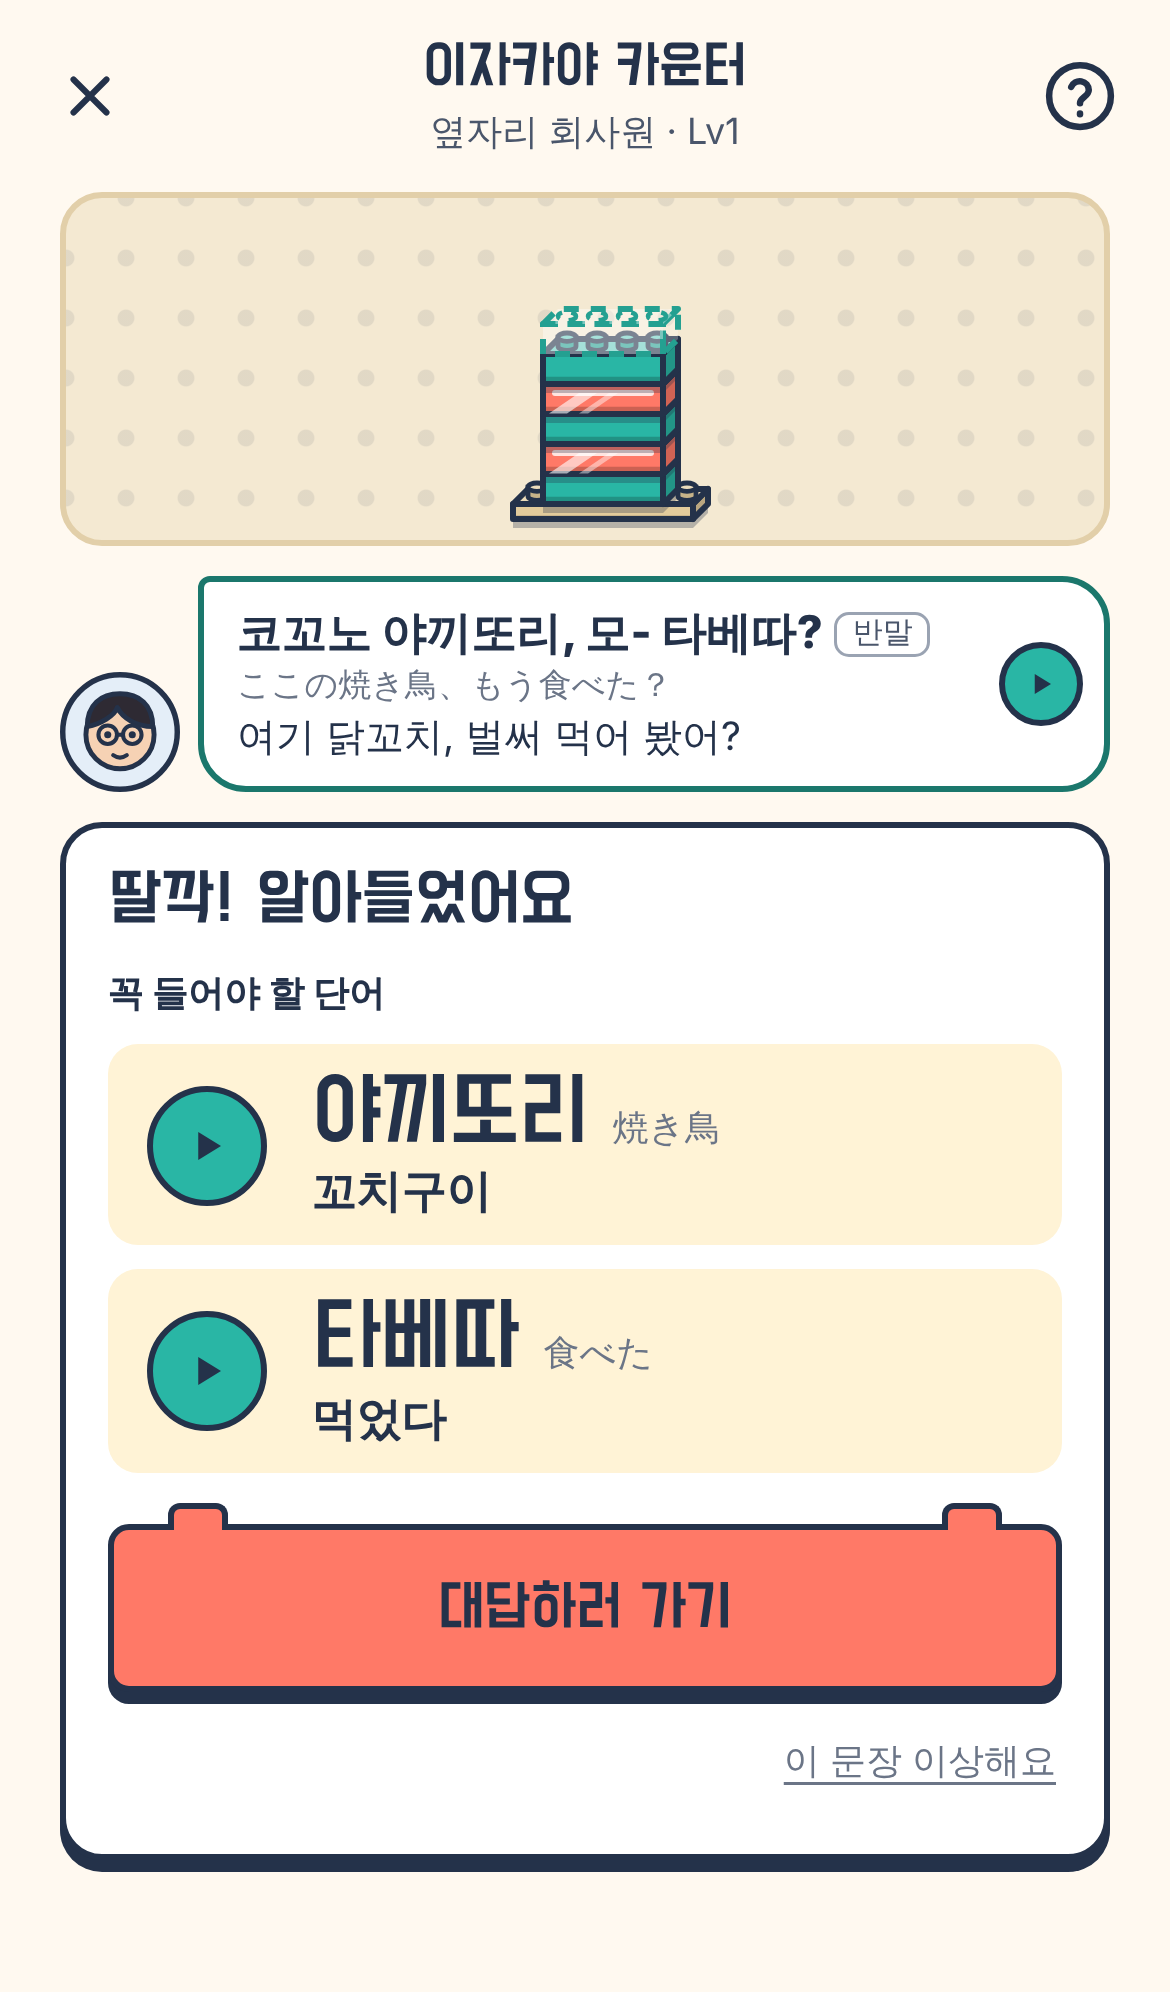 이자카야 카운터
옆자리 회사원 · Lv1
코꼬노 야끼또리, 모- 타베따? 반말
ここの焼き鳥、もう食べた？
여기 닭꼬치, 벌써 먹어 봤어?
딸깍! 알아들었어요
꼭 들어야 할 단어
야끼또리 焼き鳥
꼬치구이
타베따 食べた
먹었다
대답하러 가기
이 문장 이상해요